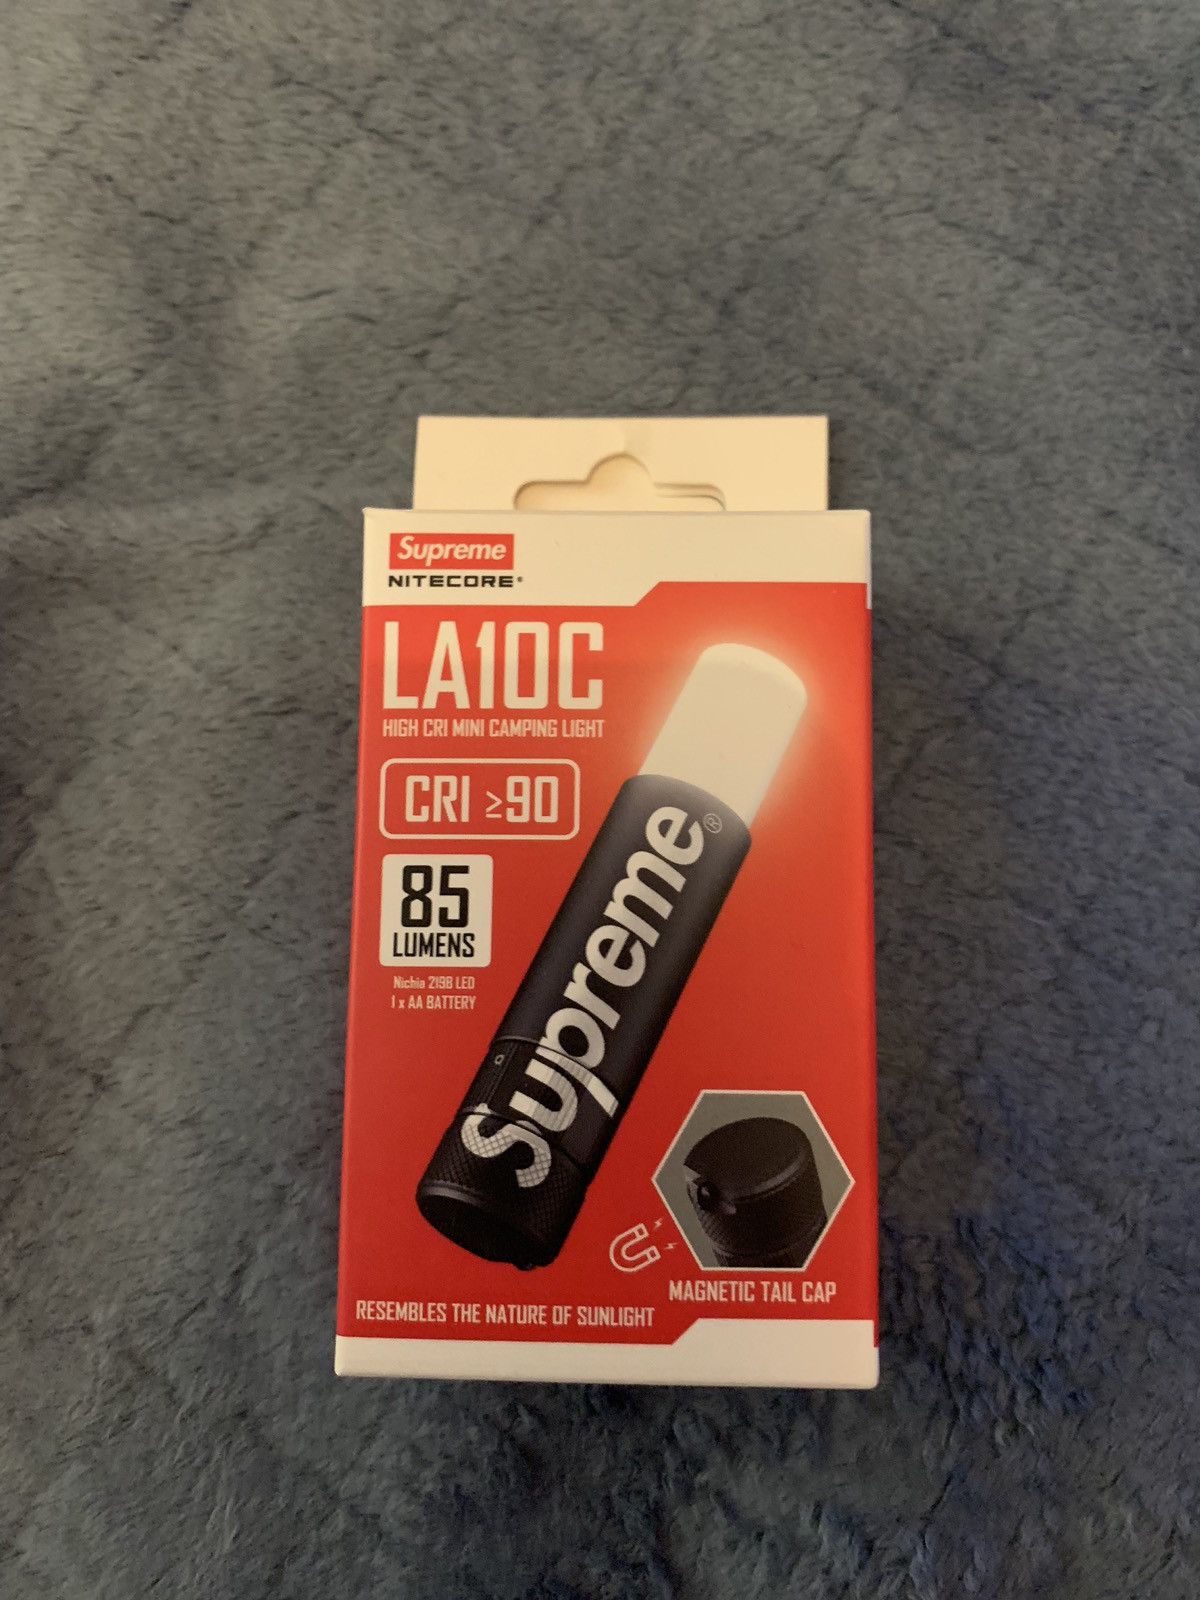 Supreme
NITECORE®
LA10C
HIGH CRI MINI CAMPING LIGHT
CRI ≥90
85
LUMENS
Nichia 219B LED
1 x AA BATTERY
Supreme®
MAGNETIC TAIL CAP
RESEMBLES THE NATURE OF SUNLIGHT